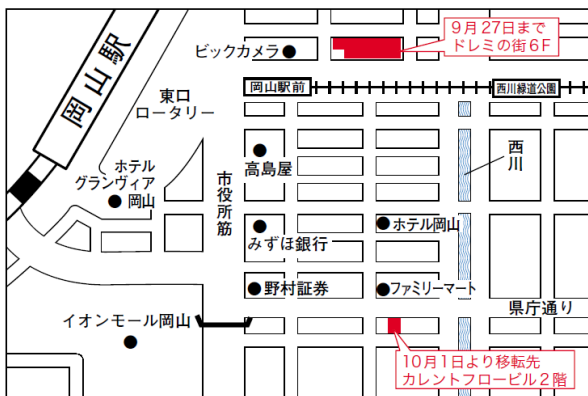 9月27日まで
ドレミの街6F
ビックカメラ
岡山駅
岡山駅前
西川緑道公園
東口
ロータリー
ホテル
グランヴィア
岡山
市役所筋
高島屋
西川
みずほ銀行
ホテル岡山
野村証券
ファミリーマート
県庁通り
イオンモール岡山
10月1日より移転先
カレントフロービル2階